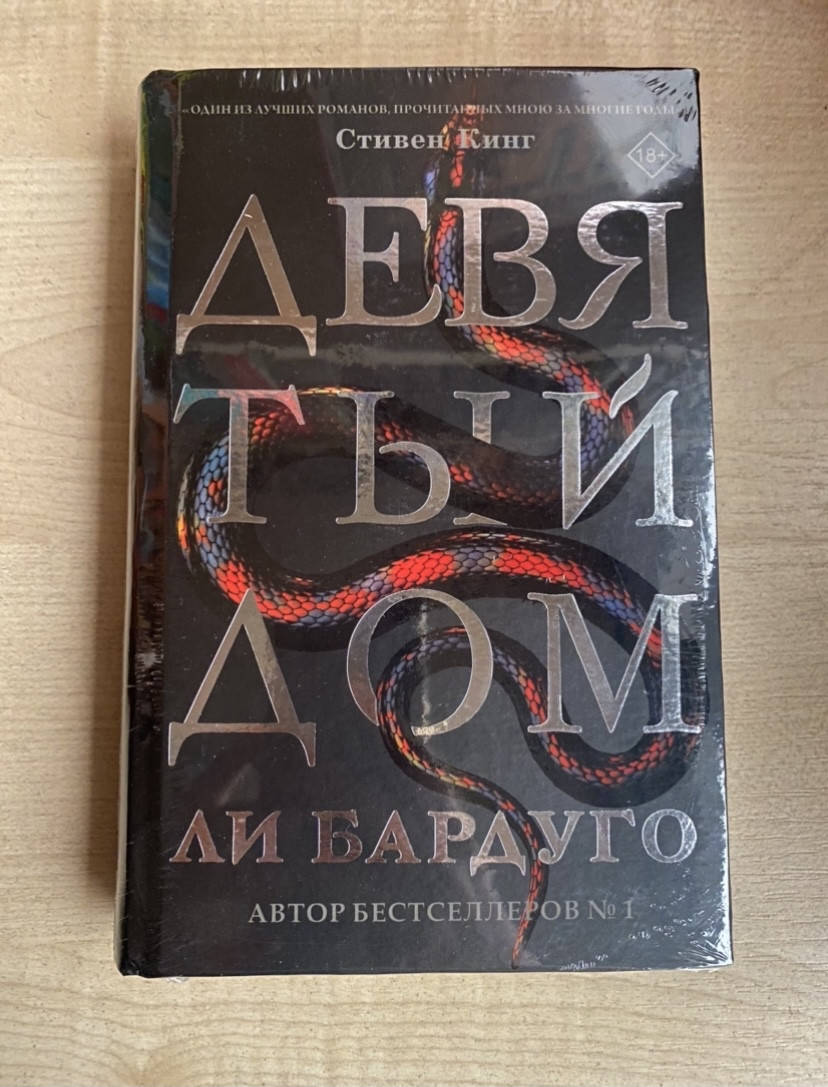 «ОДИН ИЗ ЛУЧШИХ РОМАНОВ, ПРОЧИТАННЫХ МНОЮ ЗА МНОГИЕ ГОДЫ»
Стивен Кинг
18+
ДЕВЯ
ТЫЙ
ДОМ
ЛИ БАРДУГО
АВТОР БЕСТСЕЛЛЕРОВ № 1